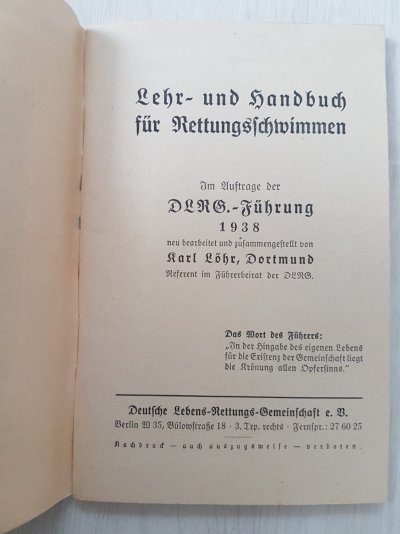 Lehr- und Handbuch
für Rettungsschwimmen
Im Auftrage der
DLRG.-Führung
1938
neu bearbeitet und zusammengestellt von
Karl Löhr, Dortmund
Referent im Führerbeirat der DLRG.
Das Wort des Führers:
„In der Hingabe des eigenen Lebens
für die Existenz der Gemeinschaft liegt
die Krönung allen Opfersinns.“
Deutsche Lebens-Rettungs-Gemeinschaft e. V.
Berlin W 35, Bülowstraße 18 · 3. Trp. rechts · Fernspr.: 27 60 25
Nachdruck — auch auszugsweise — verboten.